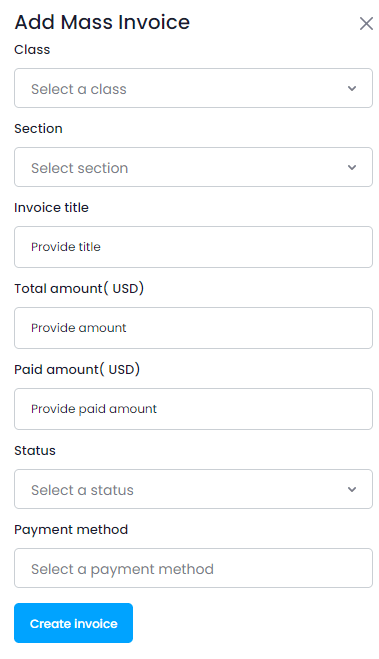 Add Mass Invoice
Class
Select a class
Section
Select section
Invoice title
Provide title
Total amount( USD)
Provide amount
Paid amount( USD)
Provide paid amount
Status
Select a status
Payment method
Select a payment method
Create invoice